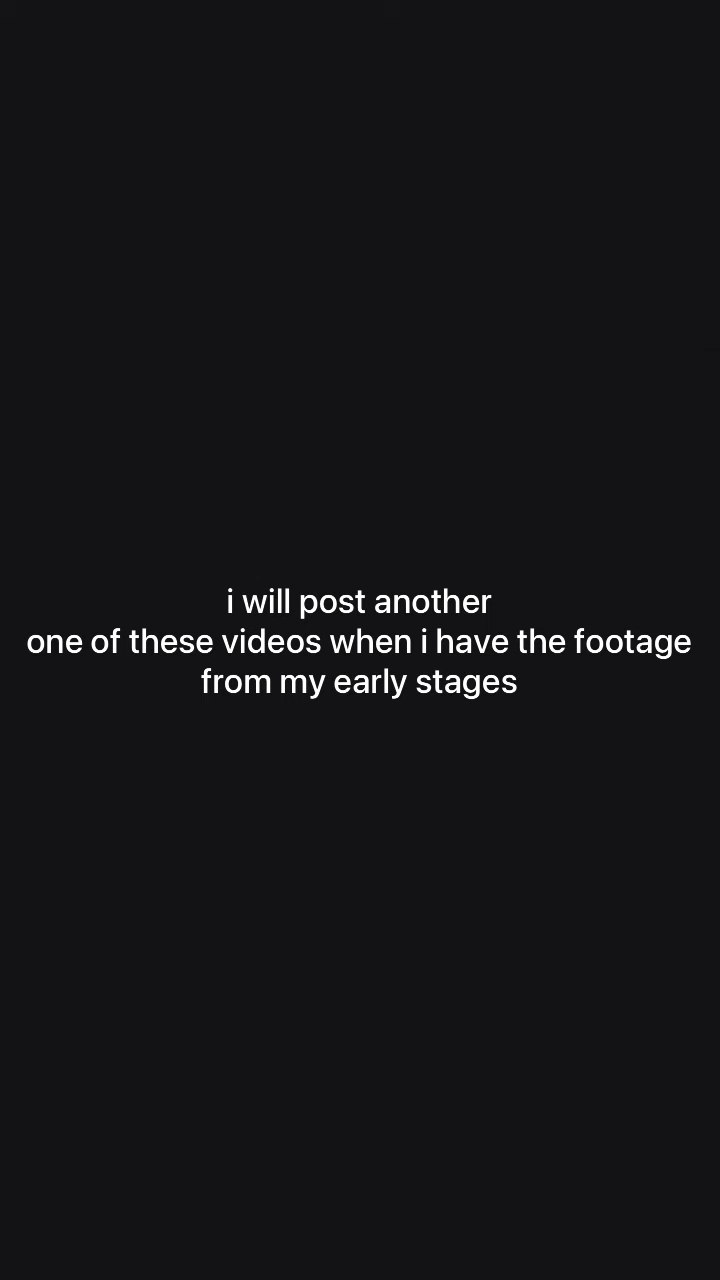 i will post another
one of these videos when i have the footage
from my early stages